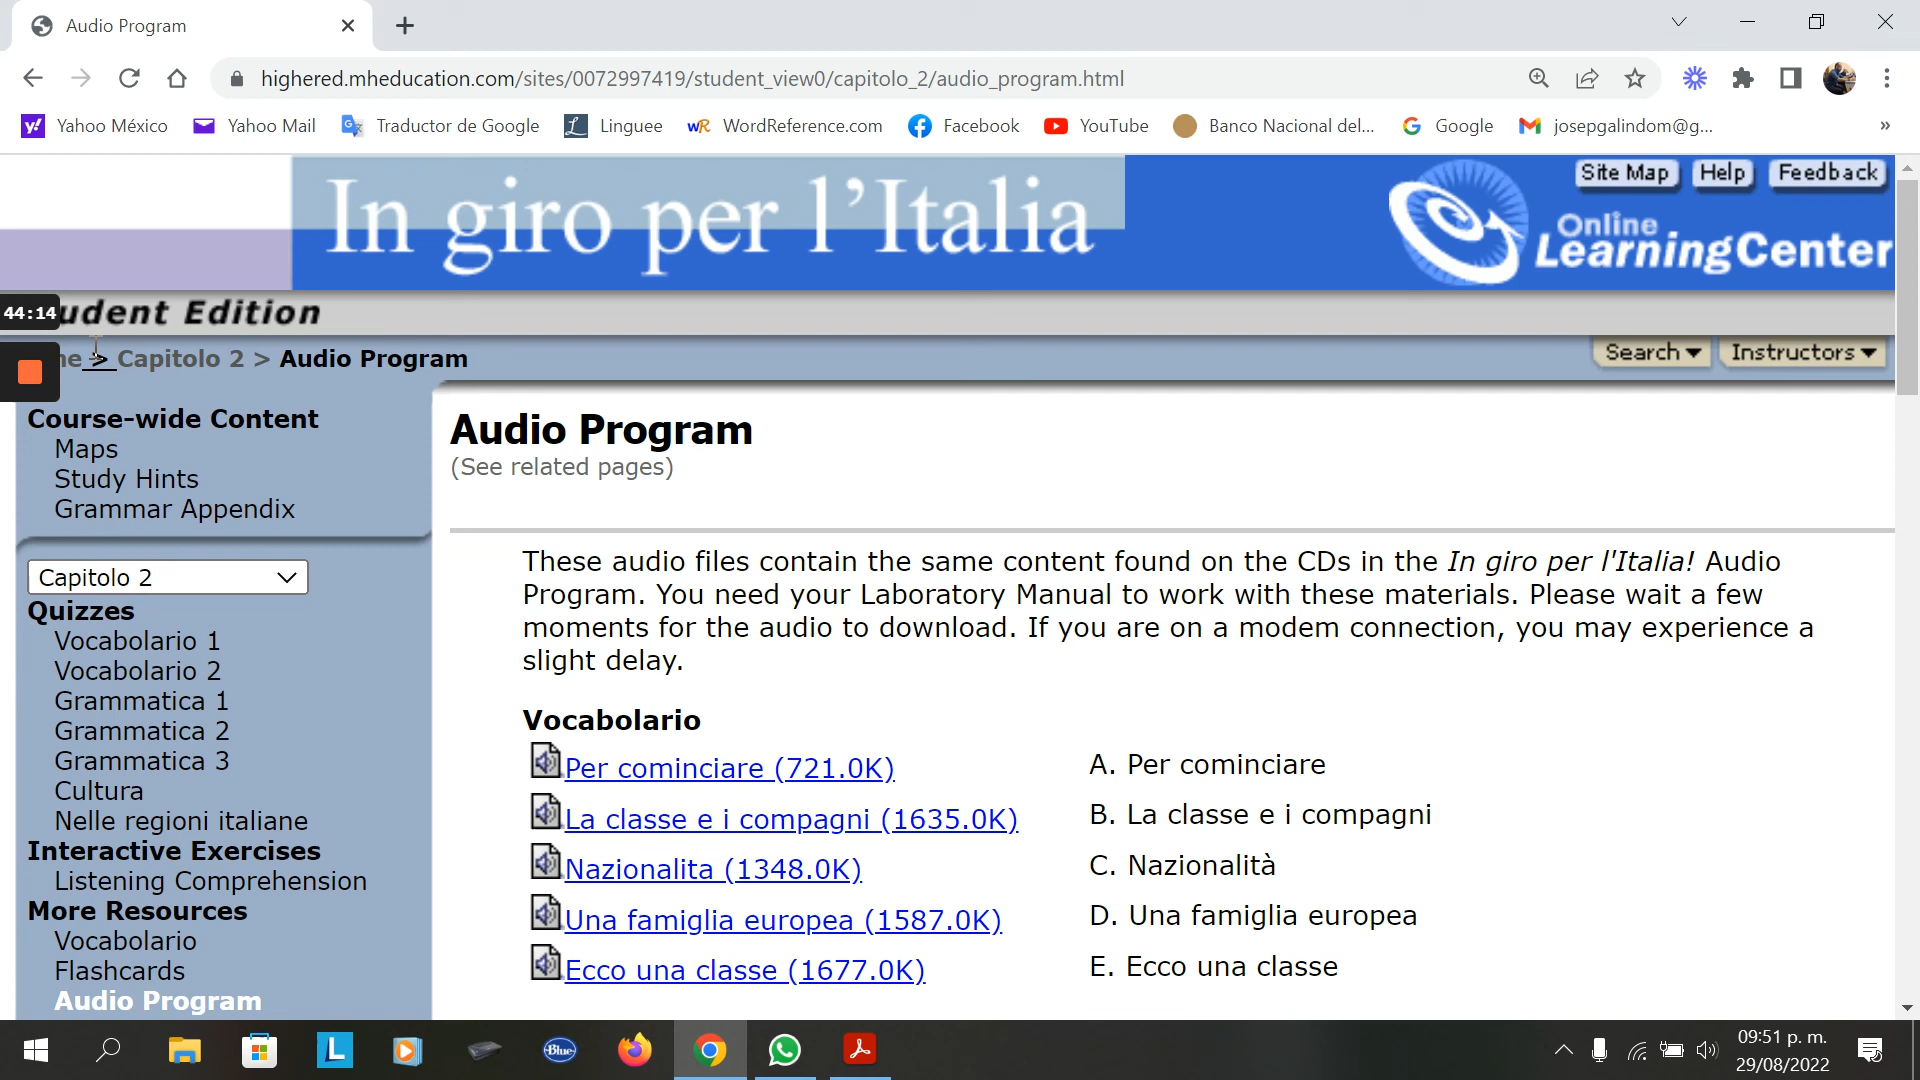 Audio Program
highered.mheducation.com/sites/0072997419/student_view0/capitolo_2/audio_program.html
Yahoo México
Yahoo Mail
Traductor de Google
Linguee
WordReference.com
Facebook
YouTube
Banco Nacional del...
Google
josepgalindom@g...
»
In giro per l'Italia
Site Map
Help
Feedback
Online
LearningCenter
44:14
udent Edition
ne > Capitolo 2 > Audio Program
Search
Instructors
Course-wide Content
Maps
Study Hints
Grammar Appendix
Capitolo 2
Quizzes
Vocabolario 1
Vocabolario 2
Grammatica 1
Grammatica 2
Grammatica 3
Cultura
Nelle regioni italiane
Interactive Exercises
Listening Comprehension
More Resources
Vocabolario
Flashcards
Audio Program
Audio Program
(See related pages)
These audio files contain the same content found on the CDs in the In giro per l'Italia! Audio
Program. You need your Laboratory Manual to work with these materials. Please wait a few
moments for the audio to download. If you are on a modem connection, you may experience a
slight delay.
Vocabolario
Per cominciare (721.0K)
A. Per cominciare
La classe e i compagni (1635.0K)
B. La classe e i compagni
Nazionalita (1348.0K)
C. Nazionalità
Una famiglia europea (1587.0K)
D. Una famiglia europea
Ecco una classe (1677.0K)
E. Ecco una classe
L
Blue
09:51 p. m.
29/08/2022